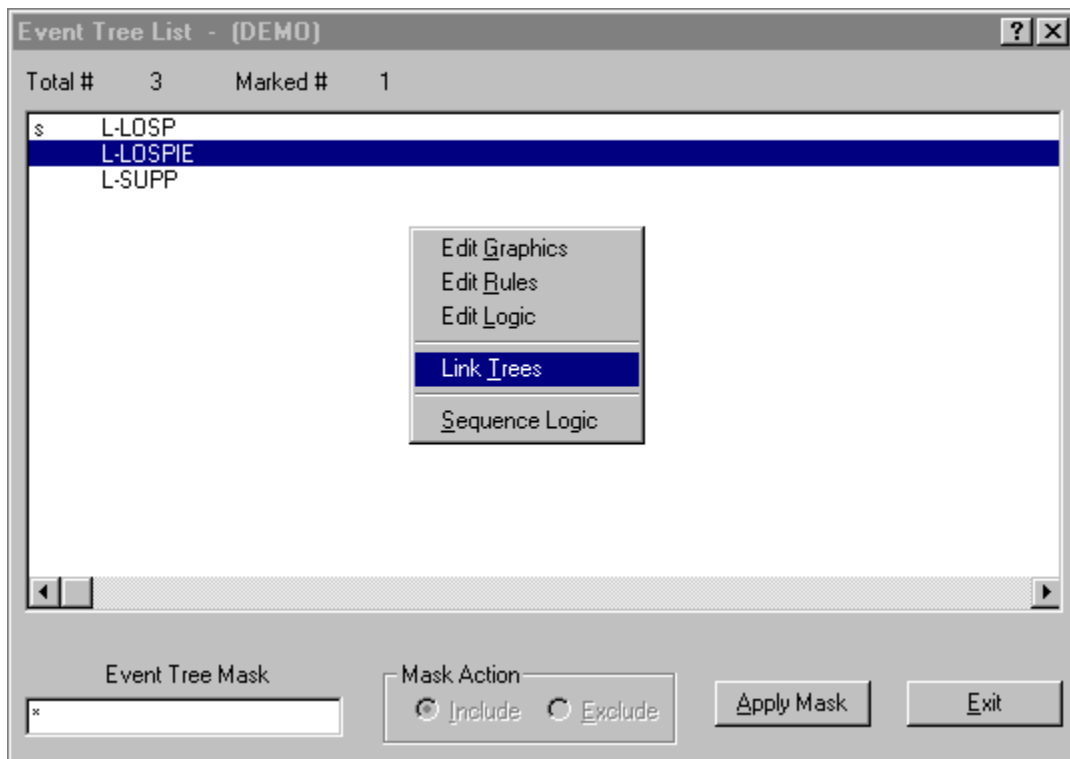 Event Tree List - (DEMO)
Total # 3 Marked # 1
s L-LOSP
L-LOSPIE
L-SUPP
Edit Graphics
Edit Rules
Edit Logic
Link Trees
Sequence Logic
Event Tree Mask
*
Mask Action
Include Exclude
Apply Mask
Exit